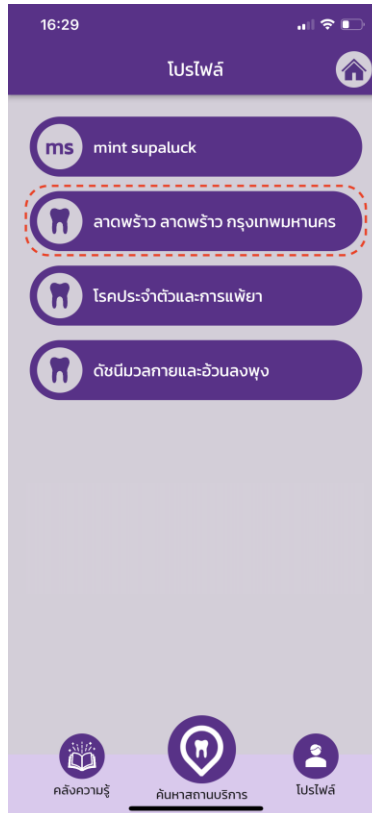 16:29
โปรไฟล์
ms mint supaluck
ลาดพร้าว ลาดพร้าว กรุงเทพมหานคร
โรคประจำตัวและการแพ้ยา
ดัชนีมวลกายและอ้วนลงพุง
คลังความรู้ ค้นหาสถานบริการ โปรไฟล์